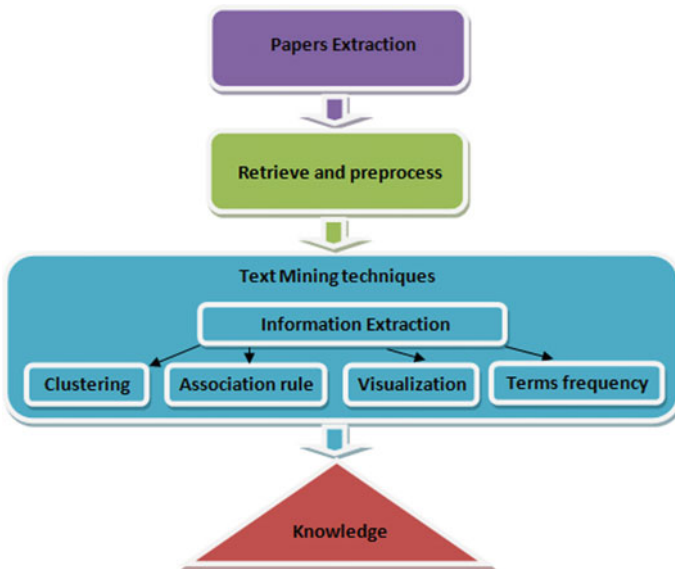 Papers Extraction
Retrieve and preprocess
Text Mining techniques
Information Extraction
Clustering
Association rule
Visualization
Terms frequency
Knowledge